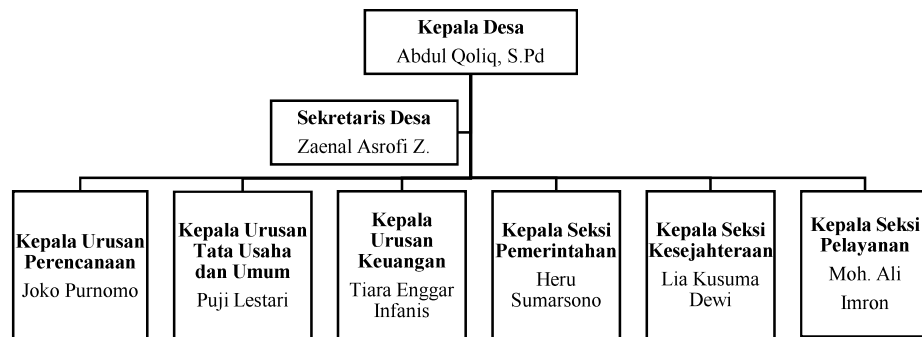 Kepala Desa
Abdul Qoliq, S.Pd
Sekretaris Desa
Zaenal Asrofi Z.
Kepala Urusan
Perencanaan
Joko Purnomo
Kepala Urusan
Tata Usaha
dan Umum
Puji Lestari
Kepala
Urusan
Keuangan
Tiara Enggar
Infanis
Kepala Seksi
Pemerintahan
Heru
Sumarsono
Kepala Seksi
Kesejahteraan
Lia Kusuma
Dewi
Kepala Seksi
Pelayanan
Moh. Ali
Imron